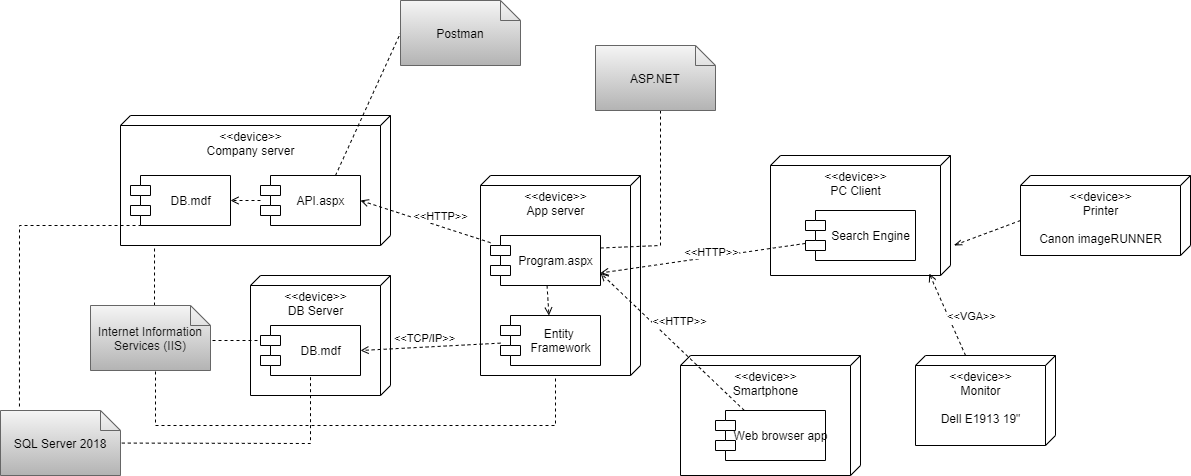 Postman
ASP.NET
<<device>>
Company server
DB.mdf
API.aspx
<<HTTP>>
<<device>>
App server
Program.aspx
Entity
Framework
<<HTTP>>
<<device>>
PC Client
Search Engine
<<device>>
Printer
Canon imageRUNNER
<<device>>
DB Server
DB.mdf
<<TCP/IP>>
Internet Information
Services (IIS)
<<HTTP>>
<<VGA>>
<<device>>
Smartphone
Web browser app
<<device>>
Monitor
Dell E1913 19"
SQL Server 2018